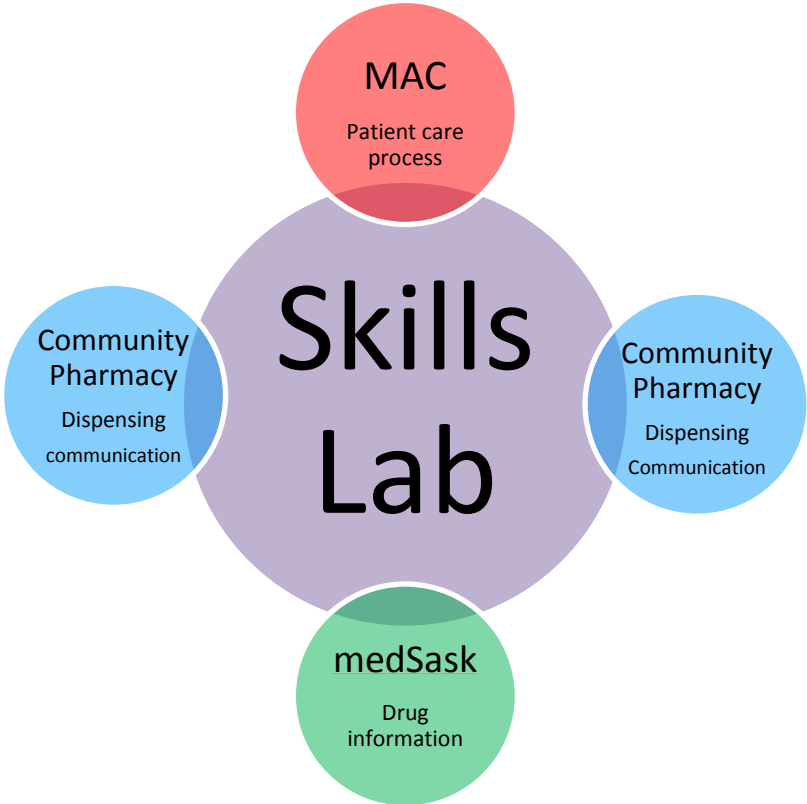 MAC
Patient care
process
Skills
Lab
Community
Pharmacy
Dispensing
communication
Community
Pharmacy
Dispensing
Communication
medSask
Drug
information